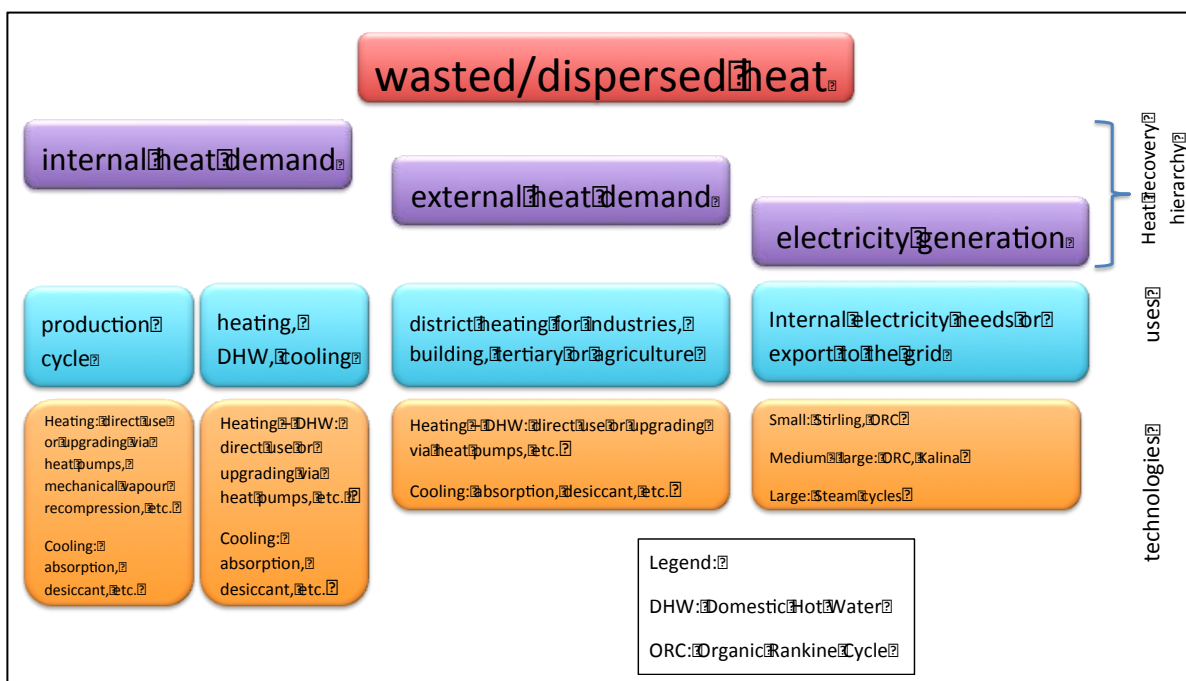 wasted/dispersed heat
internal heat demand
external heat demand
electricity generation
Heat recovery
hierarchy
production
cycle
heating,
DHW, cooling
district heating for industries,
building, tertiary or agriculture
Internal electricity needs or
export to the grid
uses
Heating: direct use
or upgrading via
heat pumps,
mechanical vapour
recompression, etc.
Cooling:
absorption,
desiccant, etc.
Heating – DHW:
direct use or
upgrading via
heat pumps, etc.
Cooling:
absorption,
desiccant, etc.
Heating – DHW: direct use or upgrading
via heat pumps, etc.
Cooling: absorption, desiccant, etc.
Small: Stirling, ORC
Medium - large: ORC, Kalina
Large: Steam cycles
technologies
Legend:
DHW: Domestic Hot Water
ORC: Organic Rankine Cycle